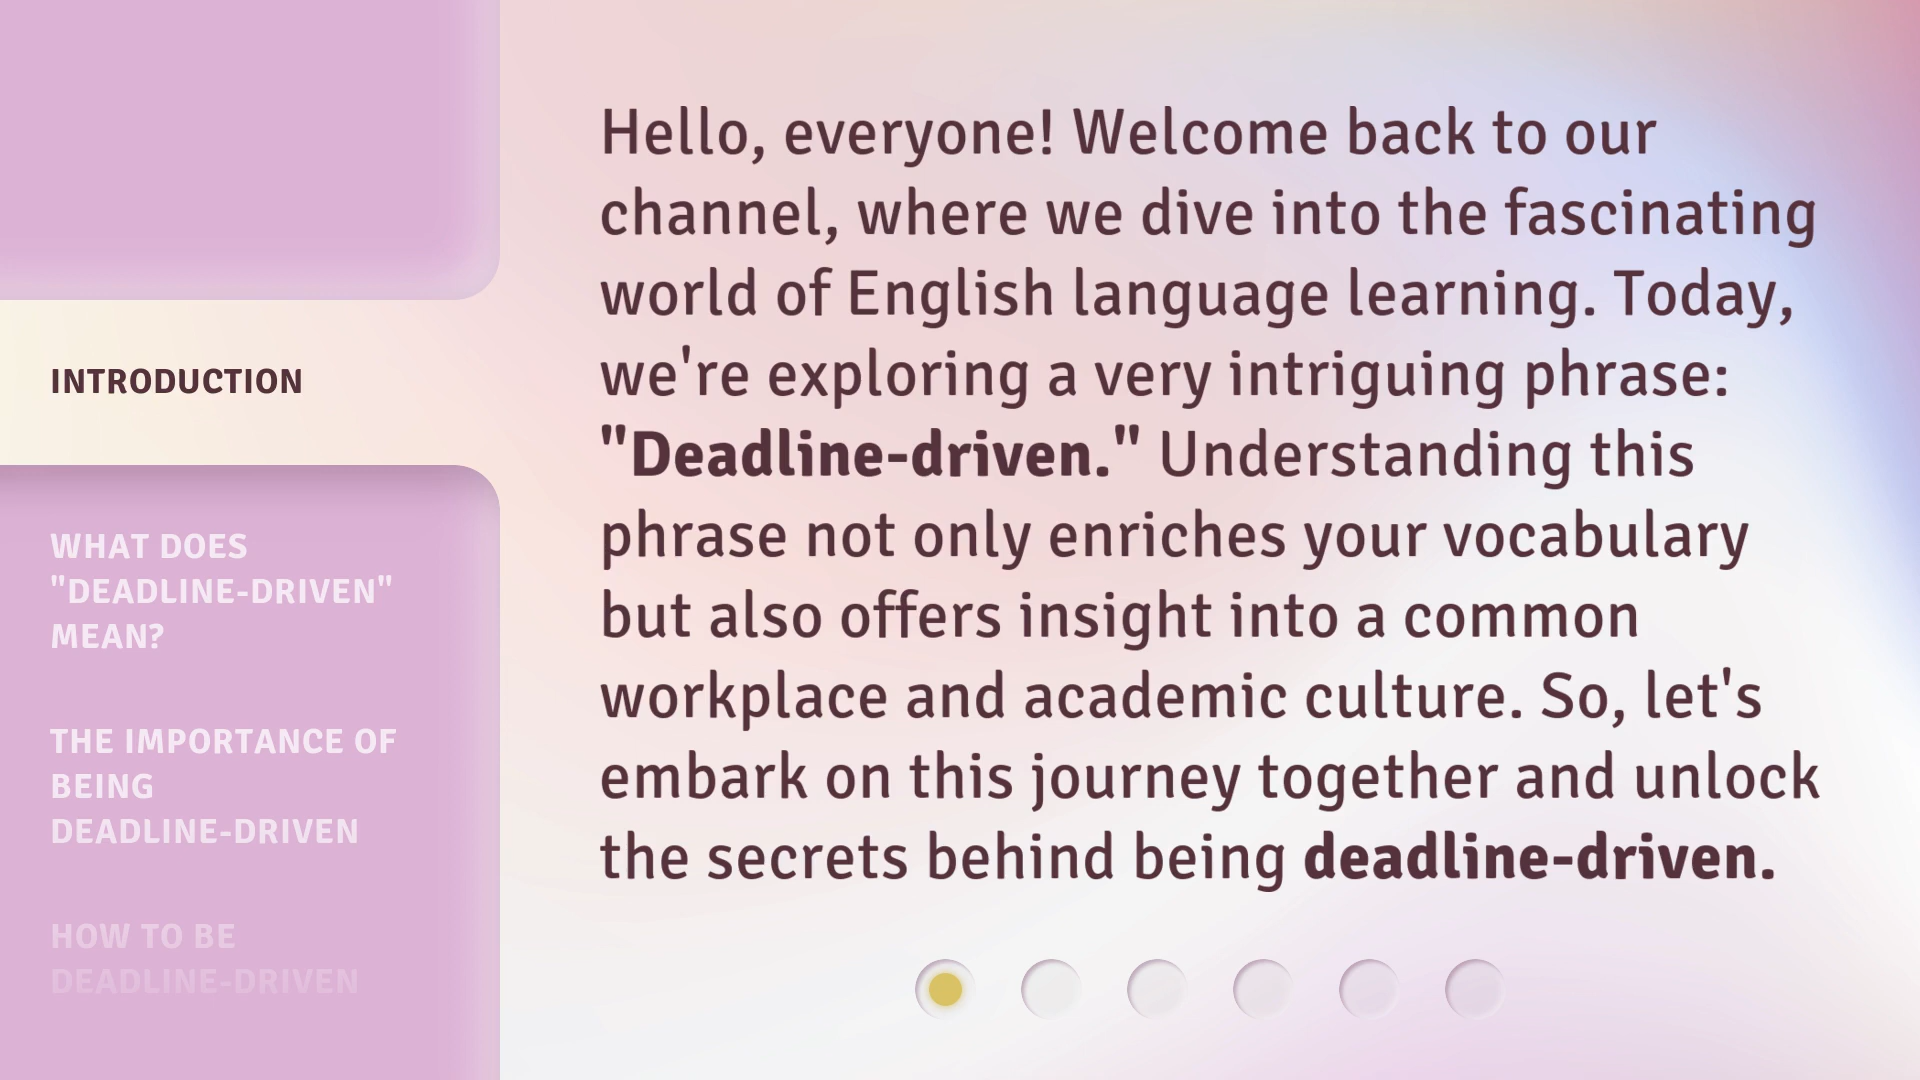 INTRODUCTION
WHAT DOES
"DEADLINE-DRIVEN"
MEAN?
THE IMPORTANCE OF
BEING
DEADLINE-DRIVEN
HOW TO BE
DEADLINE-DRIVEN
Hello, everyone! Welcome back to our
channel, where we dive into the fascinating
world of English language learning. Today,
we're exploring a very intriguing phrase:
"Deadline-driven." Understanding this
phrase not only enriches your vocabulary
but also offers insight into a common
workplace and academic culture. So, let's
embark on this journey together and unlock
the secrets behind being deadline-driven.